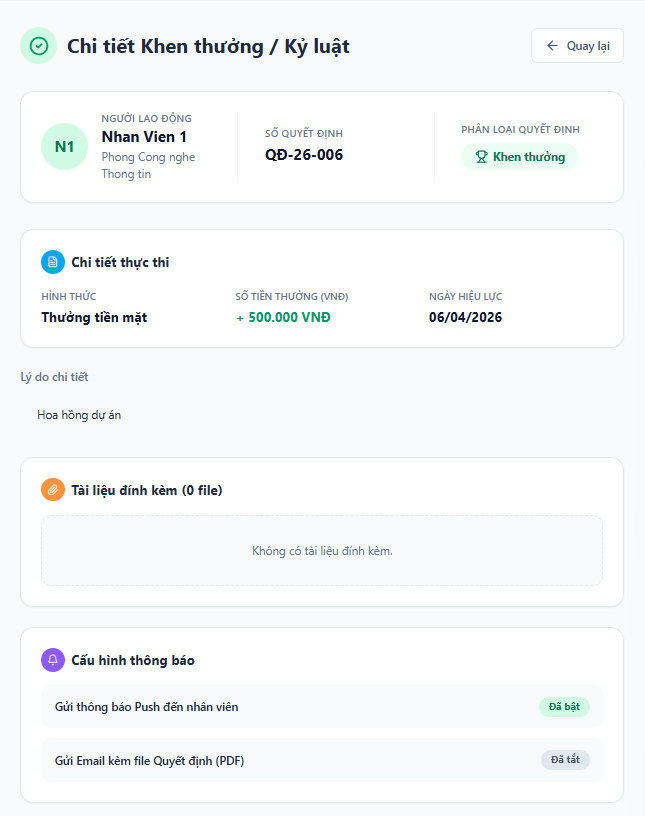 Chi tiết Khen thưởng / Kỷ luật
Quay lại
N1
NGƯỜI LAO ĐỘNG
Nhan Vien 1
Phong Cong nghe
Thong tin
SỐ QUYẾT ĐỊNH
QĐ-26-006
PHÂN LOẠI QUYẾT ĐỊNH
Khen thưởng
Chi tiết thực thi
HÌNH THỨC
Thưởng tiền mặt
SỐ TIỀN THƯỞNG (VNĐ)
+ 500.000 VNĐ
NGÀY HIỆU LỰC
06/04/2026
Lý do chi tiết
Hoa hồng dự án
Tài liệu đính kèm (0 file)
Không có tài liệu đính kèm.
Cấu hình thông báo
Gửi thông báo Push đến nhân viên
Đã bật
Gửi Email kèm file Quyết định (PDF)
Đã tắt